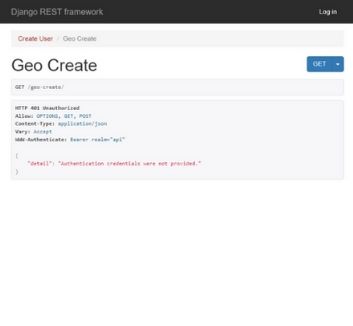 Django REST framework
Log in
Create User / Geo Create
Geo Create
GET
GET /geo-create/
HTTP 401 Unauthorized
Allow: OPTIONS, GET, POST
Content-Type: application/json
Vary: Accept
WWW-Authenticate: Bearer realm="api"
{
"detail": "Authentication credentials were not provided."
}